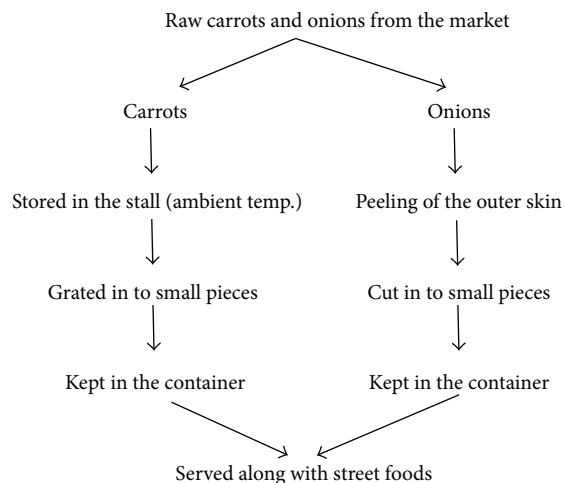 Raw carrots and onions from the market
Carrots
Onions
Stored in the stall (ambient temp.)
Peeling of the outer skin
Grated in to small pieces
Cut in to small pieces
Kept in the container
Kept in the container
Served along with street foods